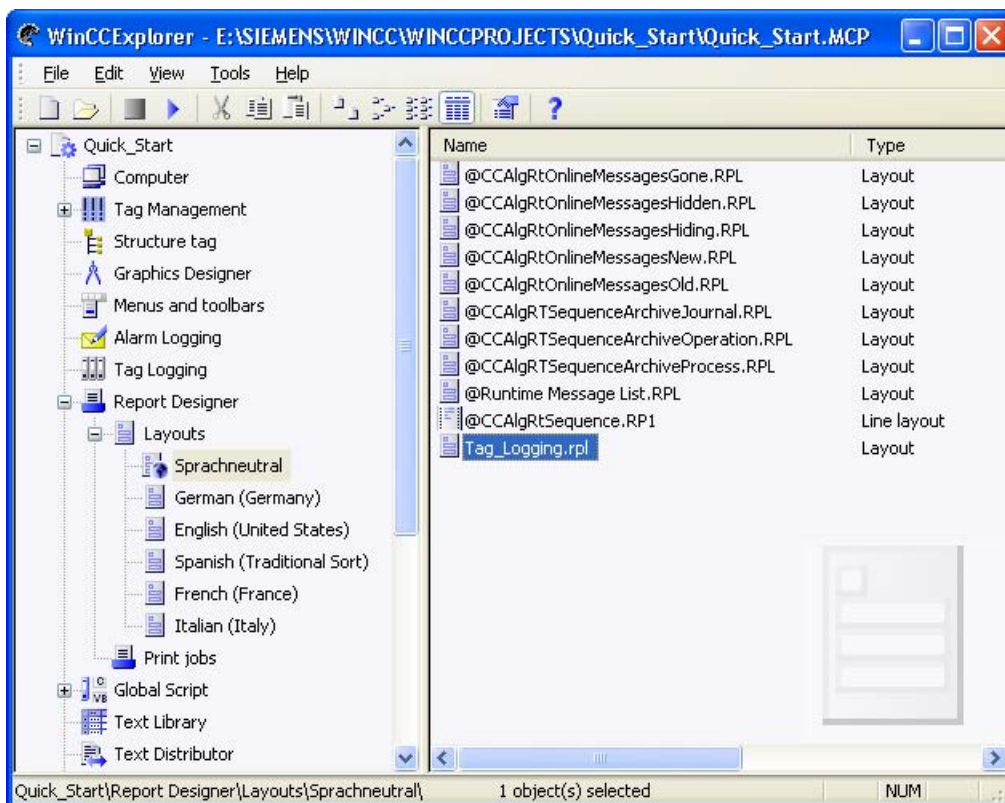 WinCCExplorer - E:\SIEMENS\WINCC\WINCCPROJECTS\Quick_Start\Quick_Start.MCP
File Edit View Tools Help
Quick_Start
Computer
Tag Management
Structure tag
Graphics Designer
Menus and toolbars
Alarm Logging
Tag Logging
Report Designer
Layouts
Sprachneutral
German (Germany)
English (United States)
Spanish (Traditional Sort)
French (France)
Italian (Italy)
Print jobs
Global Script
Text Library
Text Distributor
Name Type
@CCAlgRtOnlineMessagesGone.RPL Layout
@CCAlgRtOnlineMessagesHidden.RPL Layout
@CCAlgRtOnlineMessagesHiding.RPL Layout
@CCAlgRtOnlineMessagesNew.RPL Layout
@CCAlgRtOnlineMessagesOld.RPL Layout
@CCAlgRTSequenceArchiveJournal.RPL Layout
@CCAlgRTSequenceArchiveOperation.RPL Layout
@CCAlgRTSequenceArchiveProcess.RPL Layout
@Runtime Message List.RPL Layout
@CCAlgRtSequence.RP1 Line layout
Tag_Logging.rpl Layout
Quick_Start\Report Designer\Layouts\Sprachneutral\ 1 object(s) selected NUM